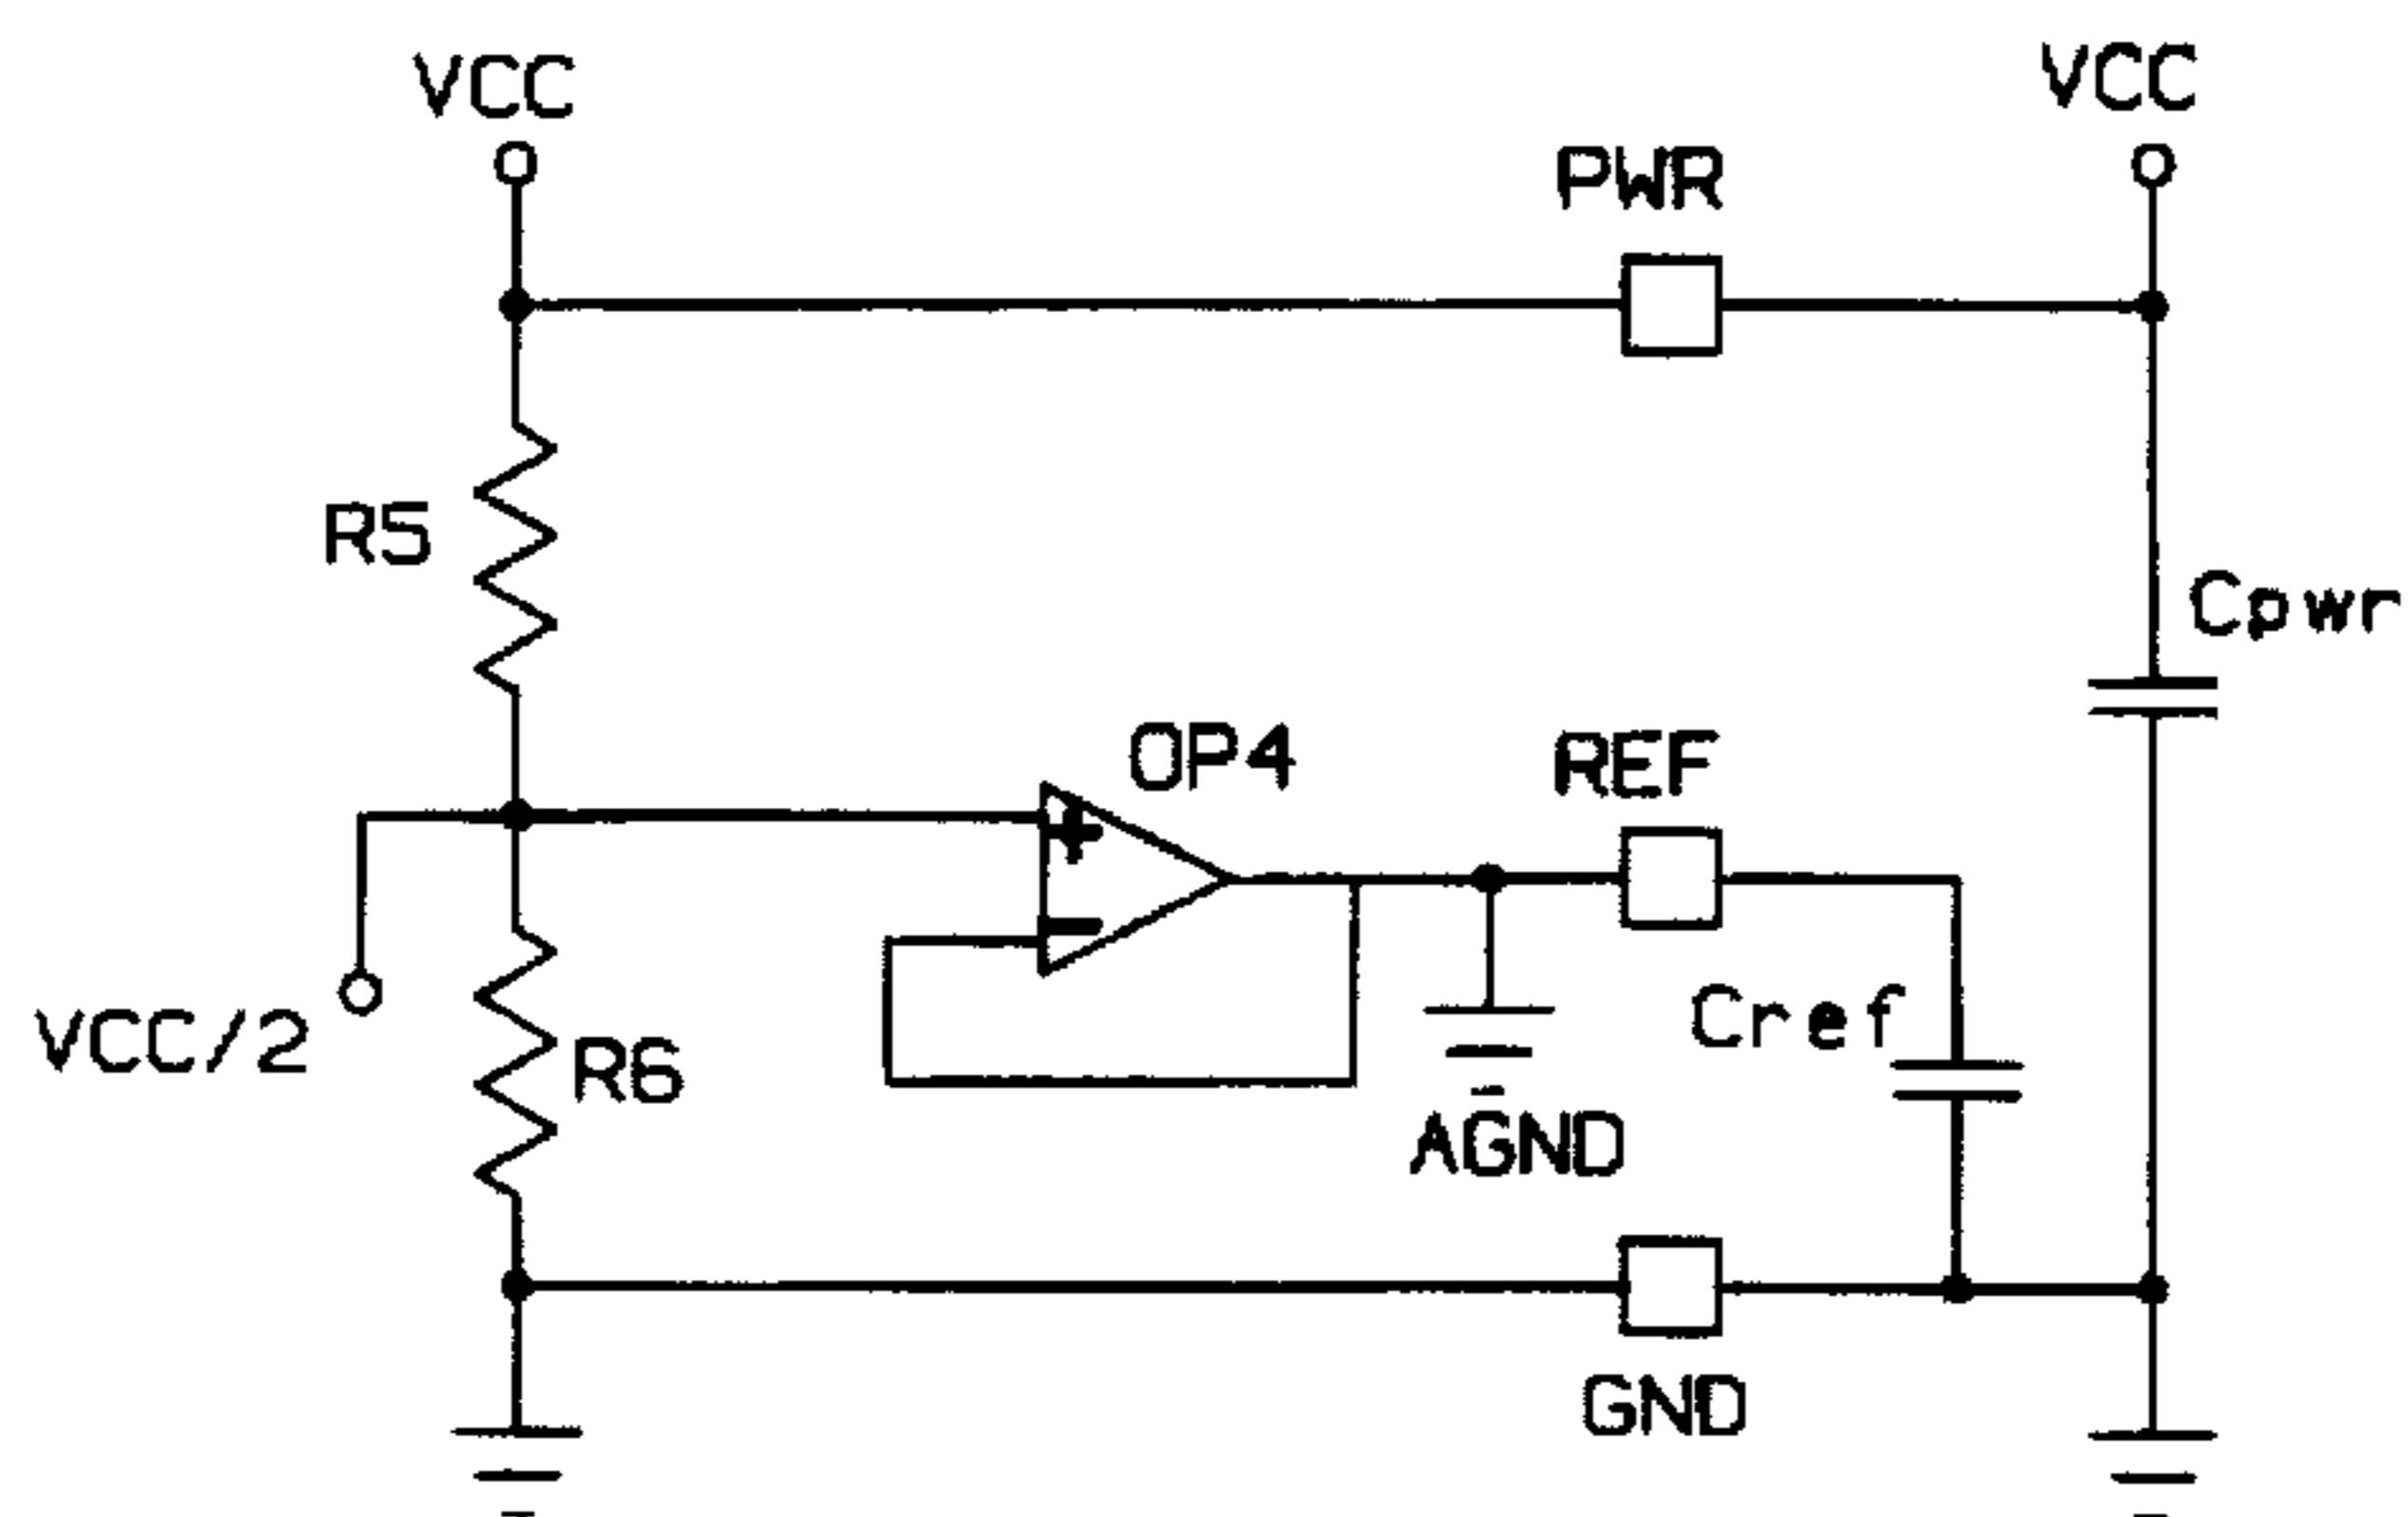 VCC
VCC
PWR
R5
Cpwr
OP4
REF
+
-
Cref
VCC/2
R6
AGND
GND